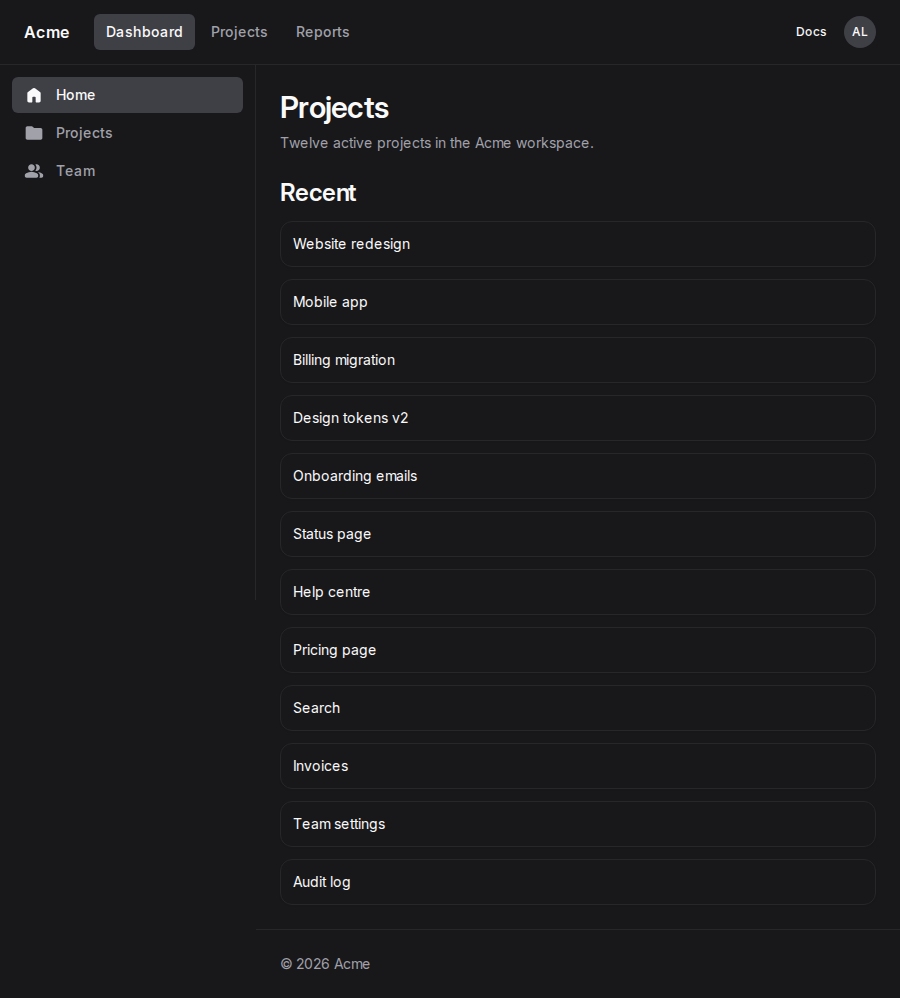 Acme Dashboard Projects Reports Docs AL
Home
Projects
Team
Projects
Twelve active projects in the Acme workspace.
Recent
Website redesign
Mobile app
Billing migration
Design tokens v2
Onboarding emails
Status page
Help centre
Pricing page
Search
Invoices
Team settings
Audit log
© 2026 Acme